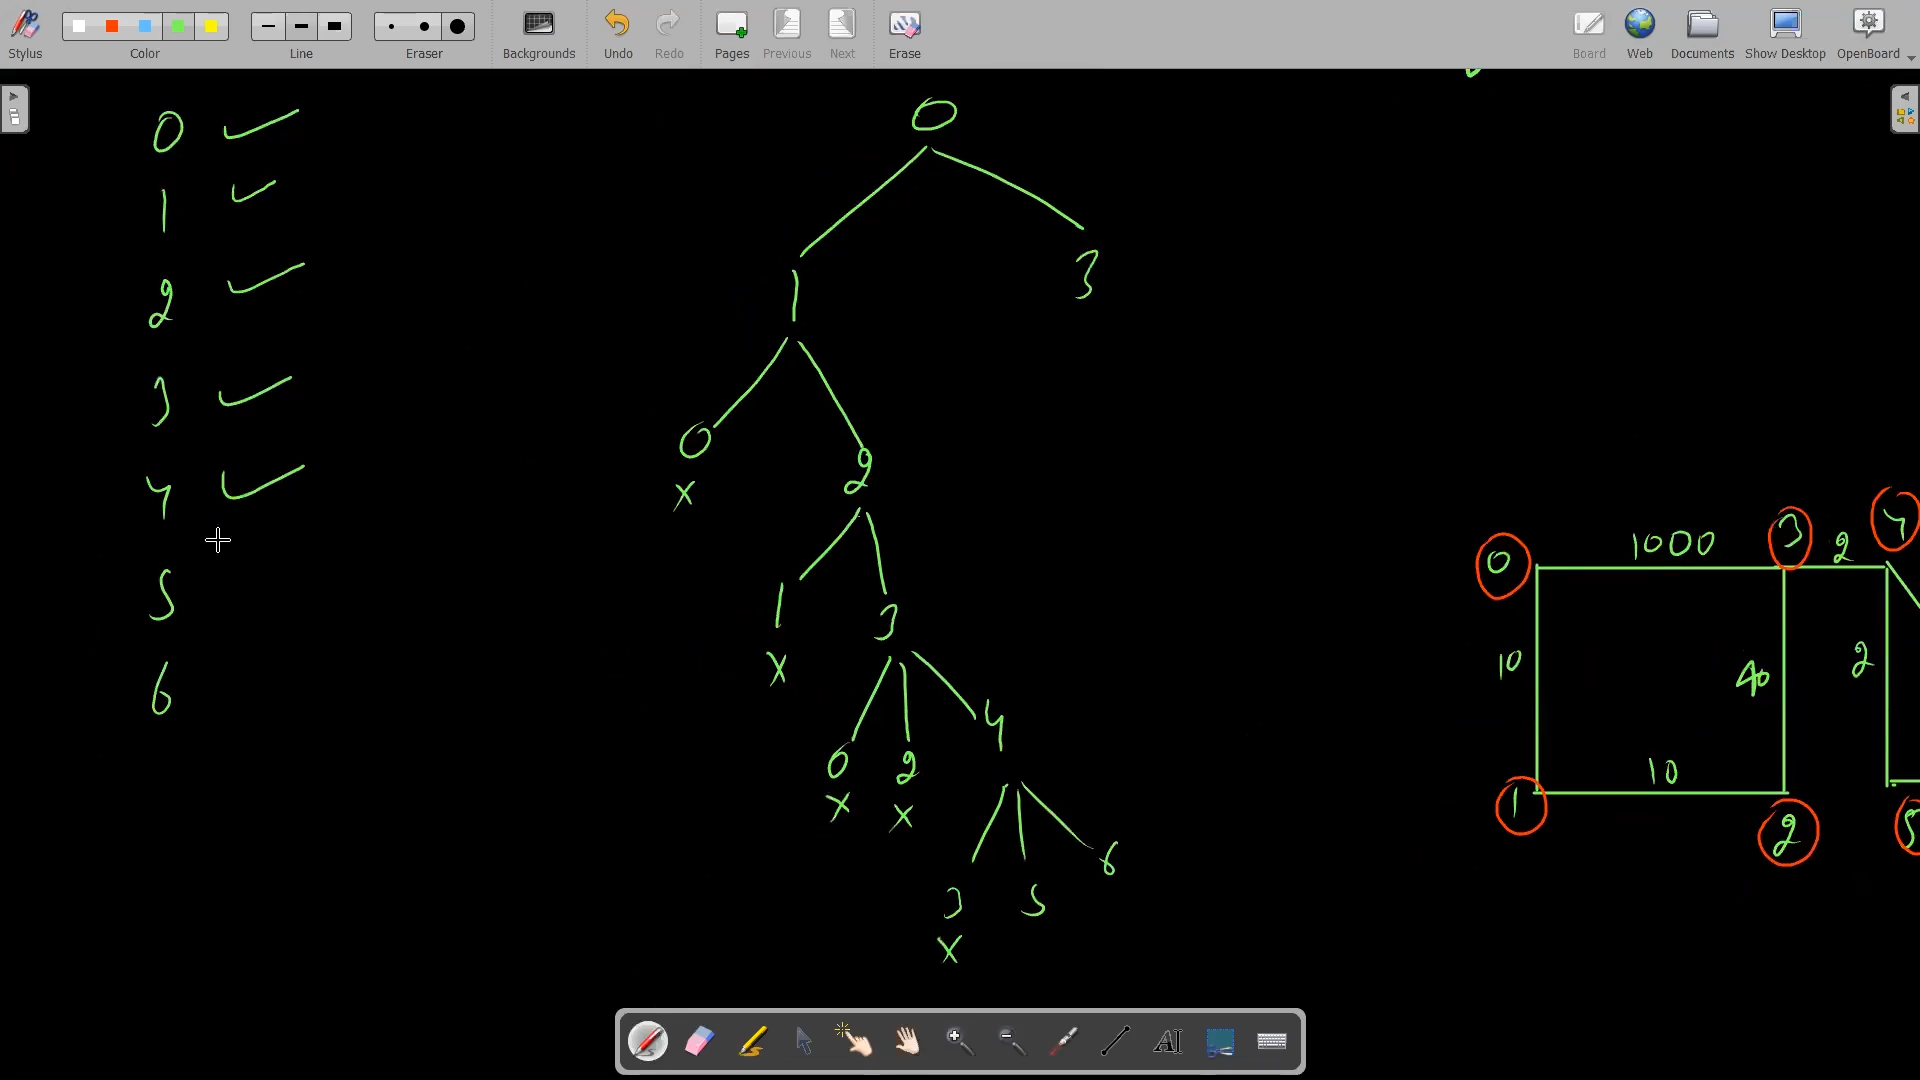 Stylus Color Line Eraser Backgrounds Undo Redo Pages Previous Next Erase Board Web Documents Show Desktop OpenBoard
0
1
2
3
4
5
6
0
1 3
0 2
x
1 3
x
0 2 4
x x
3 5 6
x
0 1000 3 2 4
10 40 2
1 10 2 5